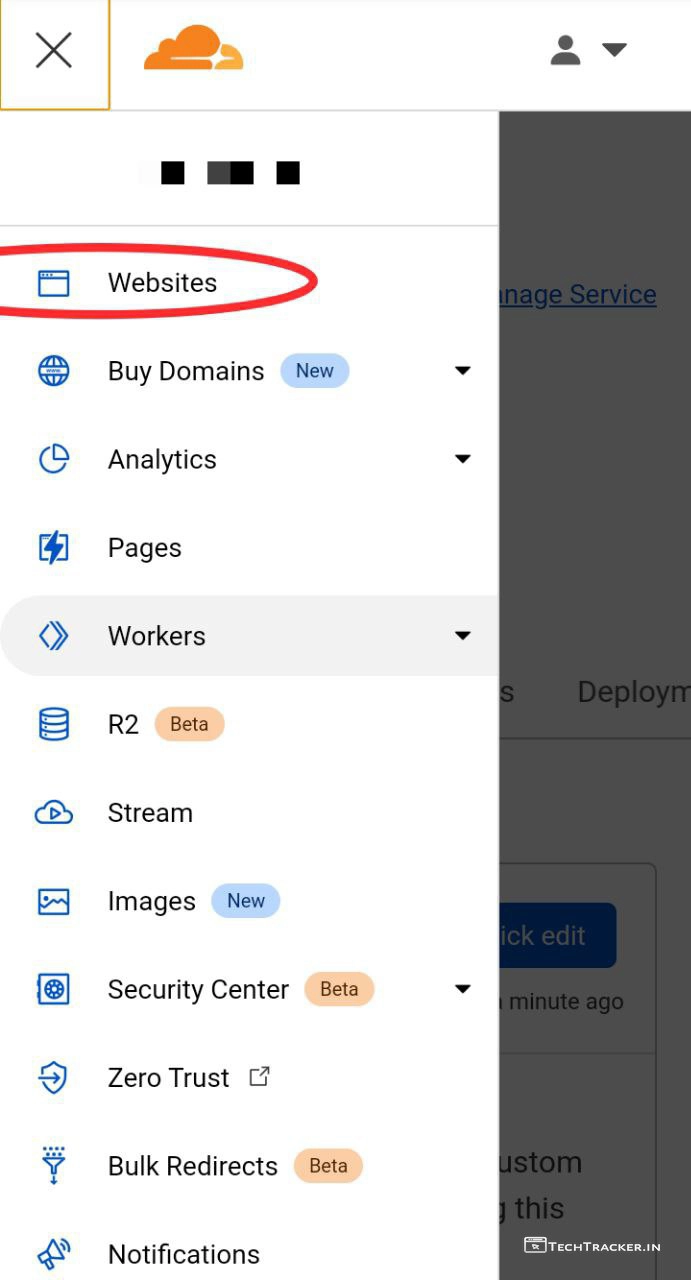 Websites
anage Service
Buy Domains New
Analytics
Pages
Workers
s Deploym
R2 Beta
Stream
Images New
ick edit
Security Center Beta
minute ago
Zero Trust
Bulk Redirects Beta
ustom
g this
TECHTRACKER.IN
Notifications